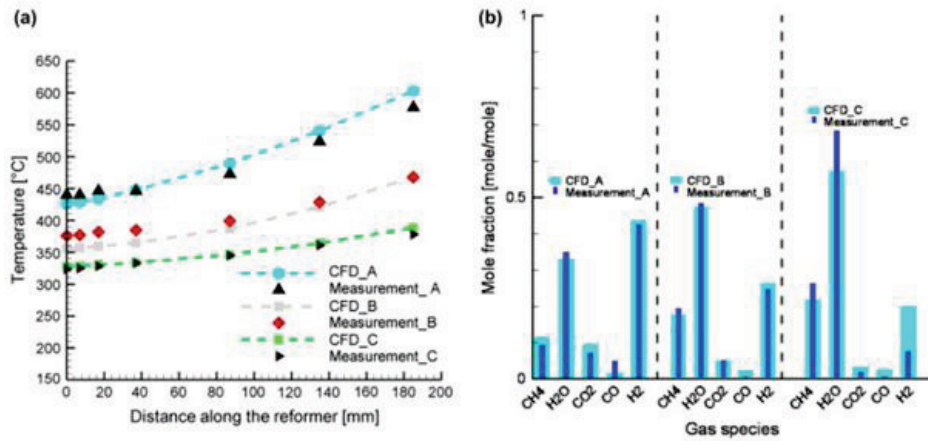 (a)
650
600
550
500
450
400
350
300
250
200
150
Temperature [°C]
CFD_A
Measurement_ A
CFD_B
Measurement_B
CFD_C
Measurement_C
0 20 40 60 80 100 120 140 160 180 200
Distance along the reformer [mm]
(b)
1
0.5
0
Mole fraction [mole/mole]
CFD_A
Measurement_A
CFD_B
Measurement_B
CFD_C
Measurement_C
CH4 H2O CO2 CO H2 CH4 H2O CO2 CO H2 CH4 H2O CO2 CO H2
Gas species